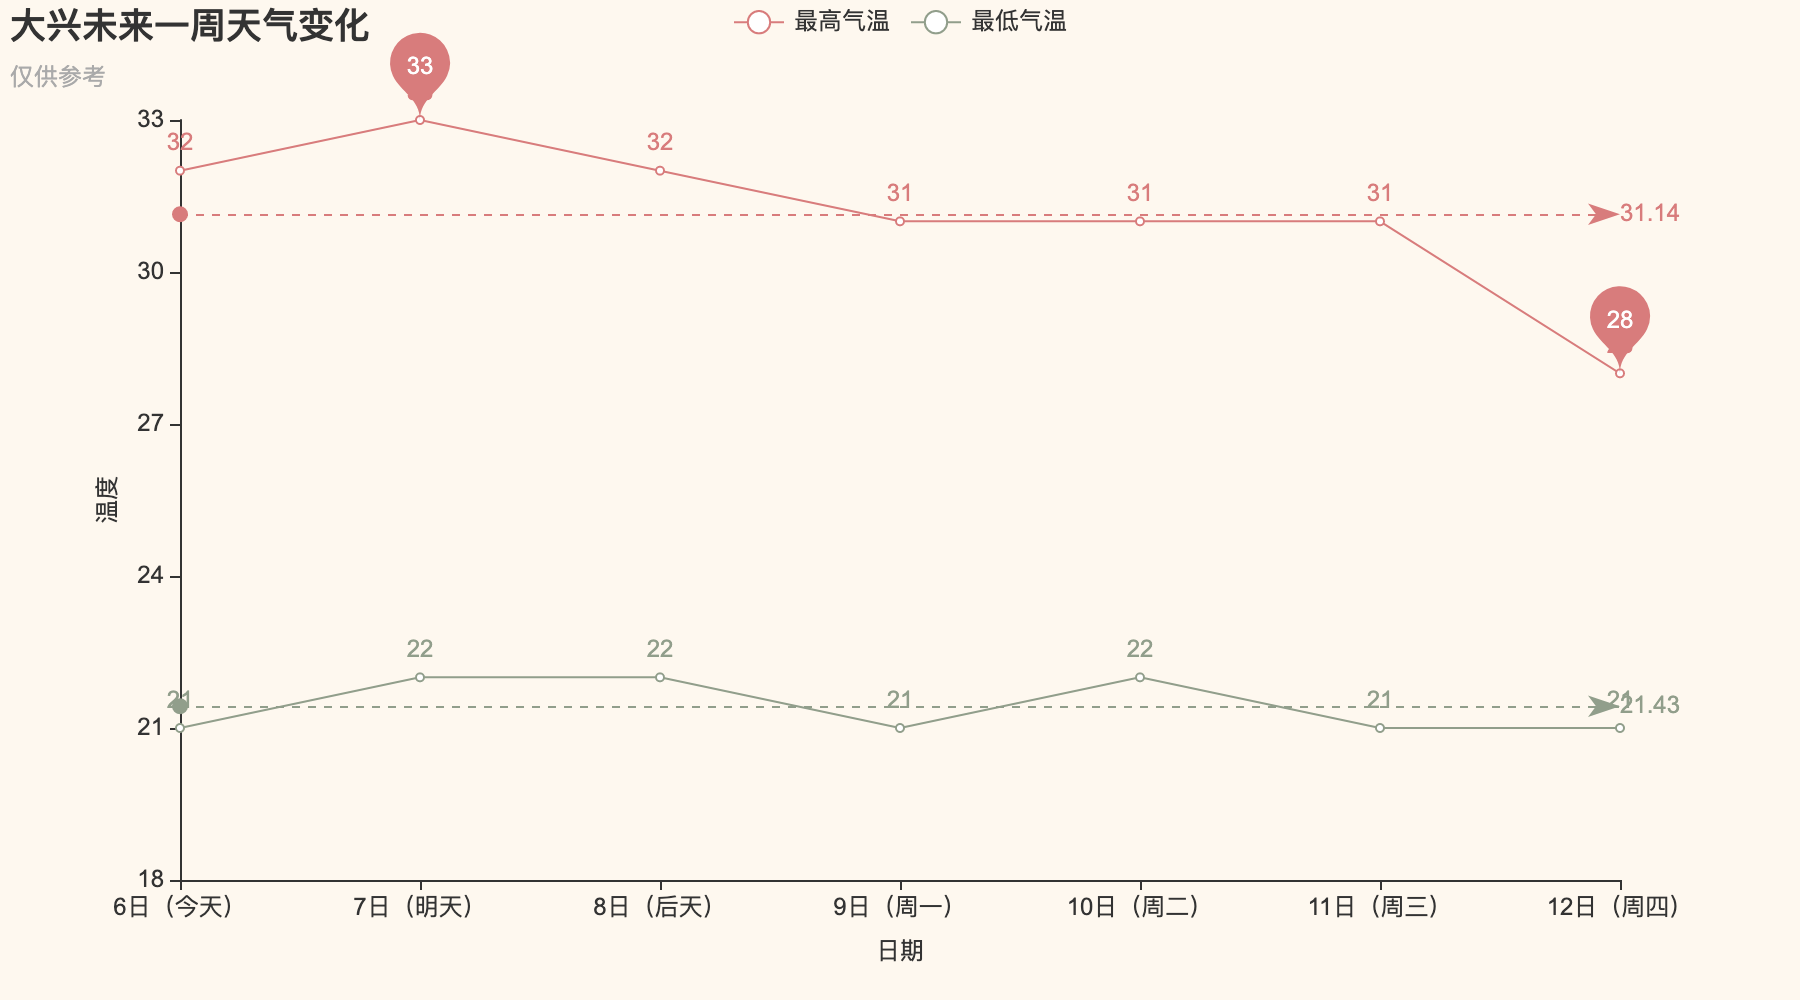 大兴未来一周天气变化
仅供参考
最高气温
最低气温
33
32
33
32
31
31
31
31.14
28
30
27
24
21
18
温度
21
22
22
21
22
21
21
21.43
6日（今天）
7日（明天）
8日（后天）
9日（周一）
10日（周二）
11日（周三）
12日（周四）
日期